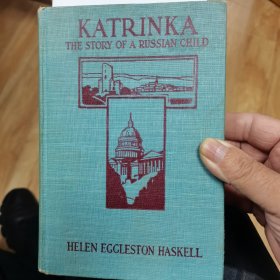 KATRINKA
THE STORY OF A RUSSIAN CHILD
HELEN EGGLESTON HASKELL